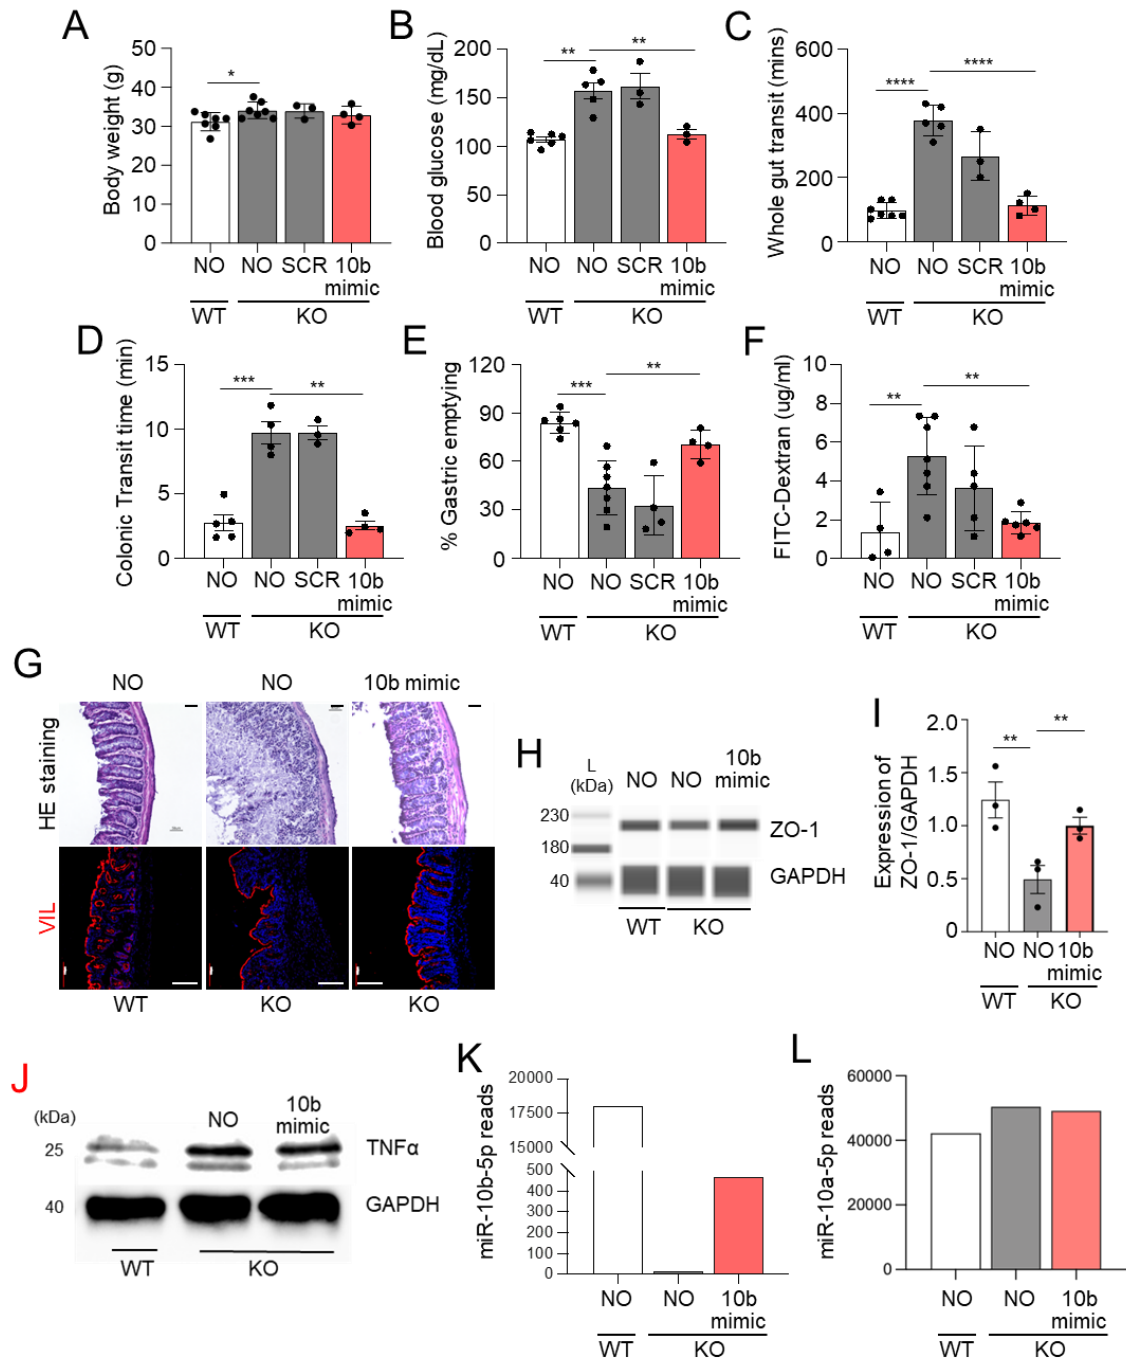 A
Body weight (g)
50
40
30
20
10
0
*
NO NO SCR 10b
mimic
WT KO
B
Blood glucose (mg/dL)
200
150
100
50
0
** **
NO NO SCR 10b
mimic
WT KO
C
Whole gut transit (mins)
600
400
200
0
**** ****
NO NO SCR 10b
mimic
WT KO
D
Colonic Transit time (min)
15
10
5
0
*** **
NO NO SCR 10b
mimic
WT KO
E
% Gastric emptying
120
90
60
30
0
*** **
NO NO SCR 10b
mimic
WT KO
F
FITC-Dextran (ug/ml)
10
8
6
4
2
0
** **
NO NO SCR 10b
mimic
WT KO
G
NO NO 10b mimic
HE staining
VIL
WT KO KO
H
L
(kDa)
NO NO 10b
mimic
230
180
40
ZO-1
GAPDH
WT KO
I
Expression of
ZO-1/GAPDH
2.0
1.5
1.0
0.5
0
** **
NO NO 10b
mimic
WT KO
J
(kDa)
NO 10b
mimic
25 TNFα
40 GAPDH
WT KO
K
miR-10b-5p reads
20000
17500
15000
500
400
300
200
100
0
NO NO 10b
mimic
WT KO
L
miR-10a-5p reads
60000
40000
20000
0
NO NO 10b
mimic
WT KO